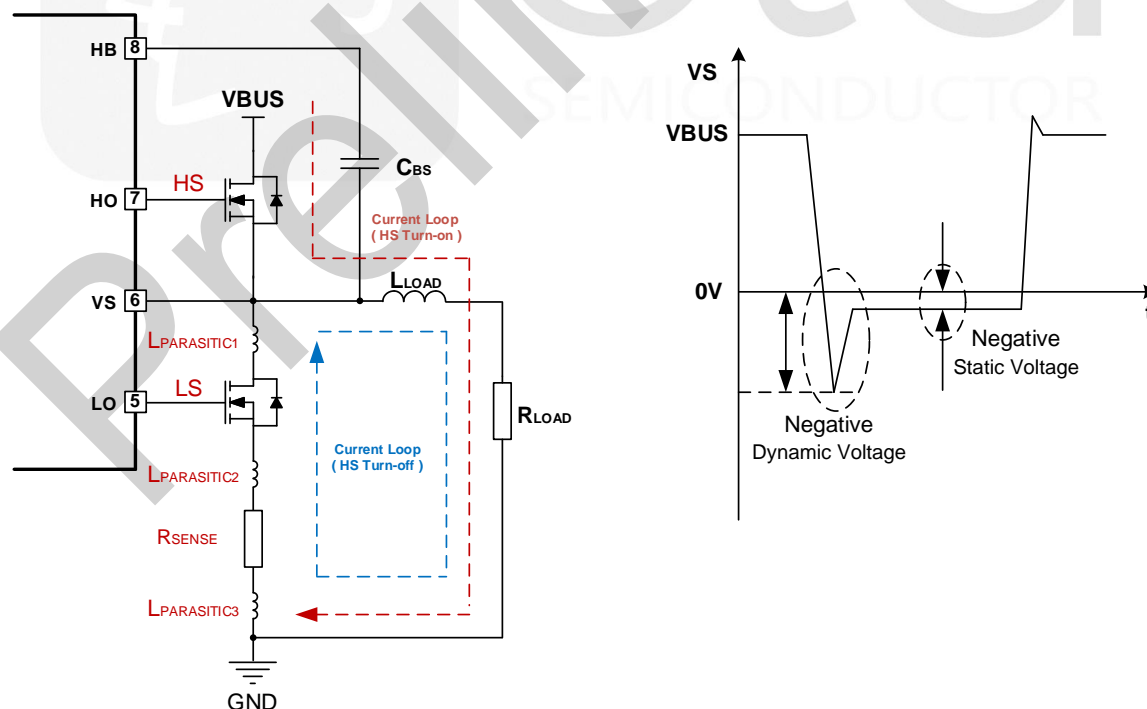 HB
8
VBUS
CBS
HO
7
HS
Current Loop
( HS Turn-on )
VS
6
LLOAD
LPARASITIC1
LO
5
LS
RLOAD
Current Loop
( HS Turn-off )
LPARASITIC2
RSENSE
LPARASITIC3
GND
VS
SEMICONDUCTOR
VBUS
0V
Negative
Static Voltage
Negative
Dynamic Voltage